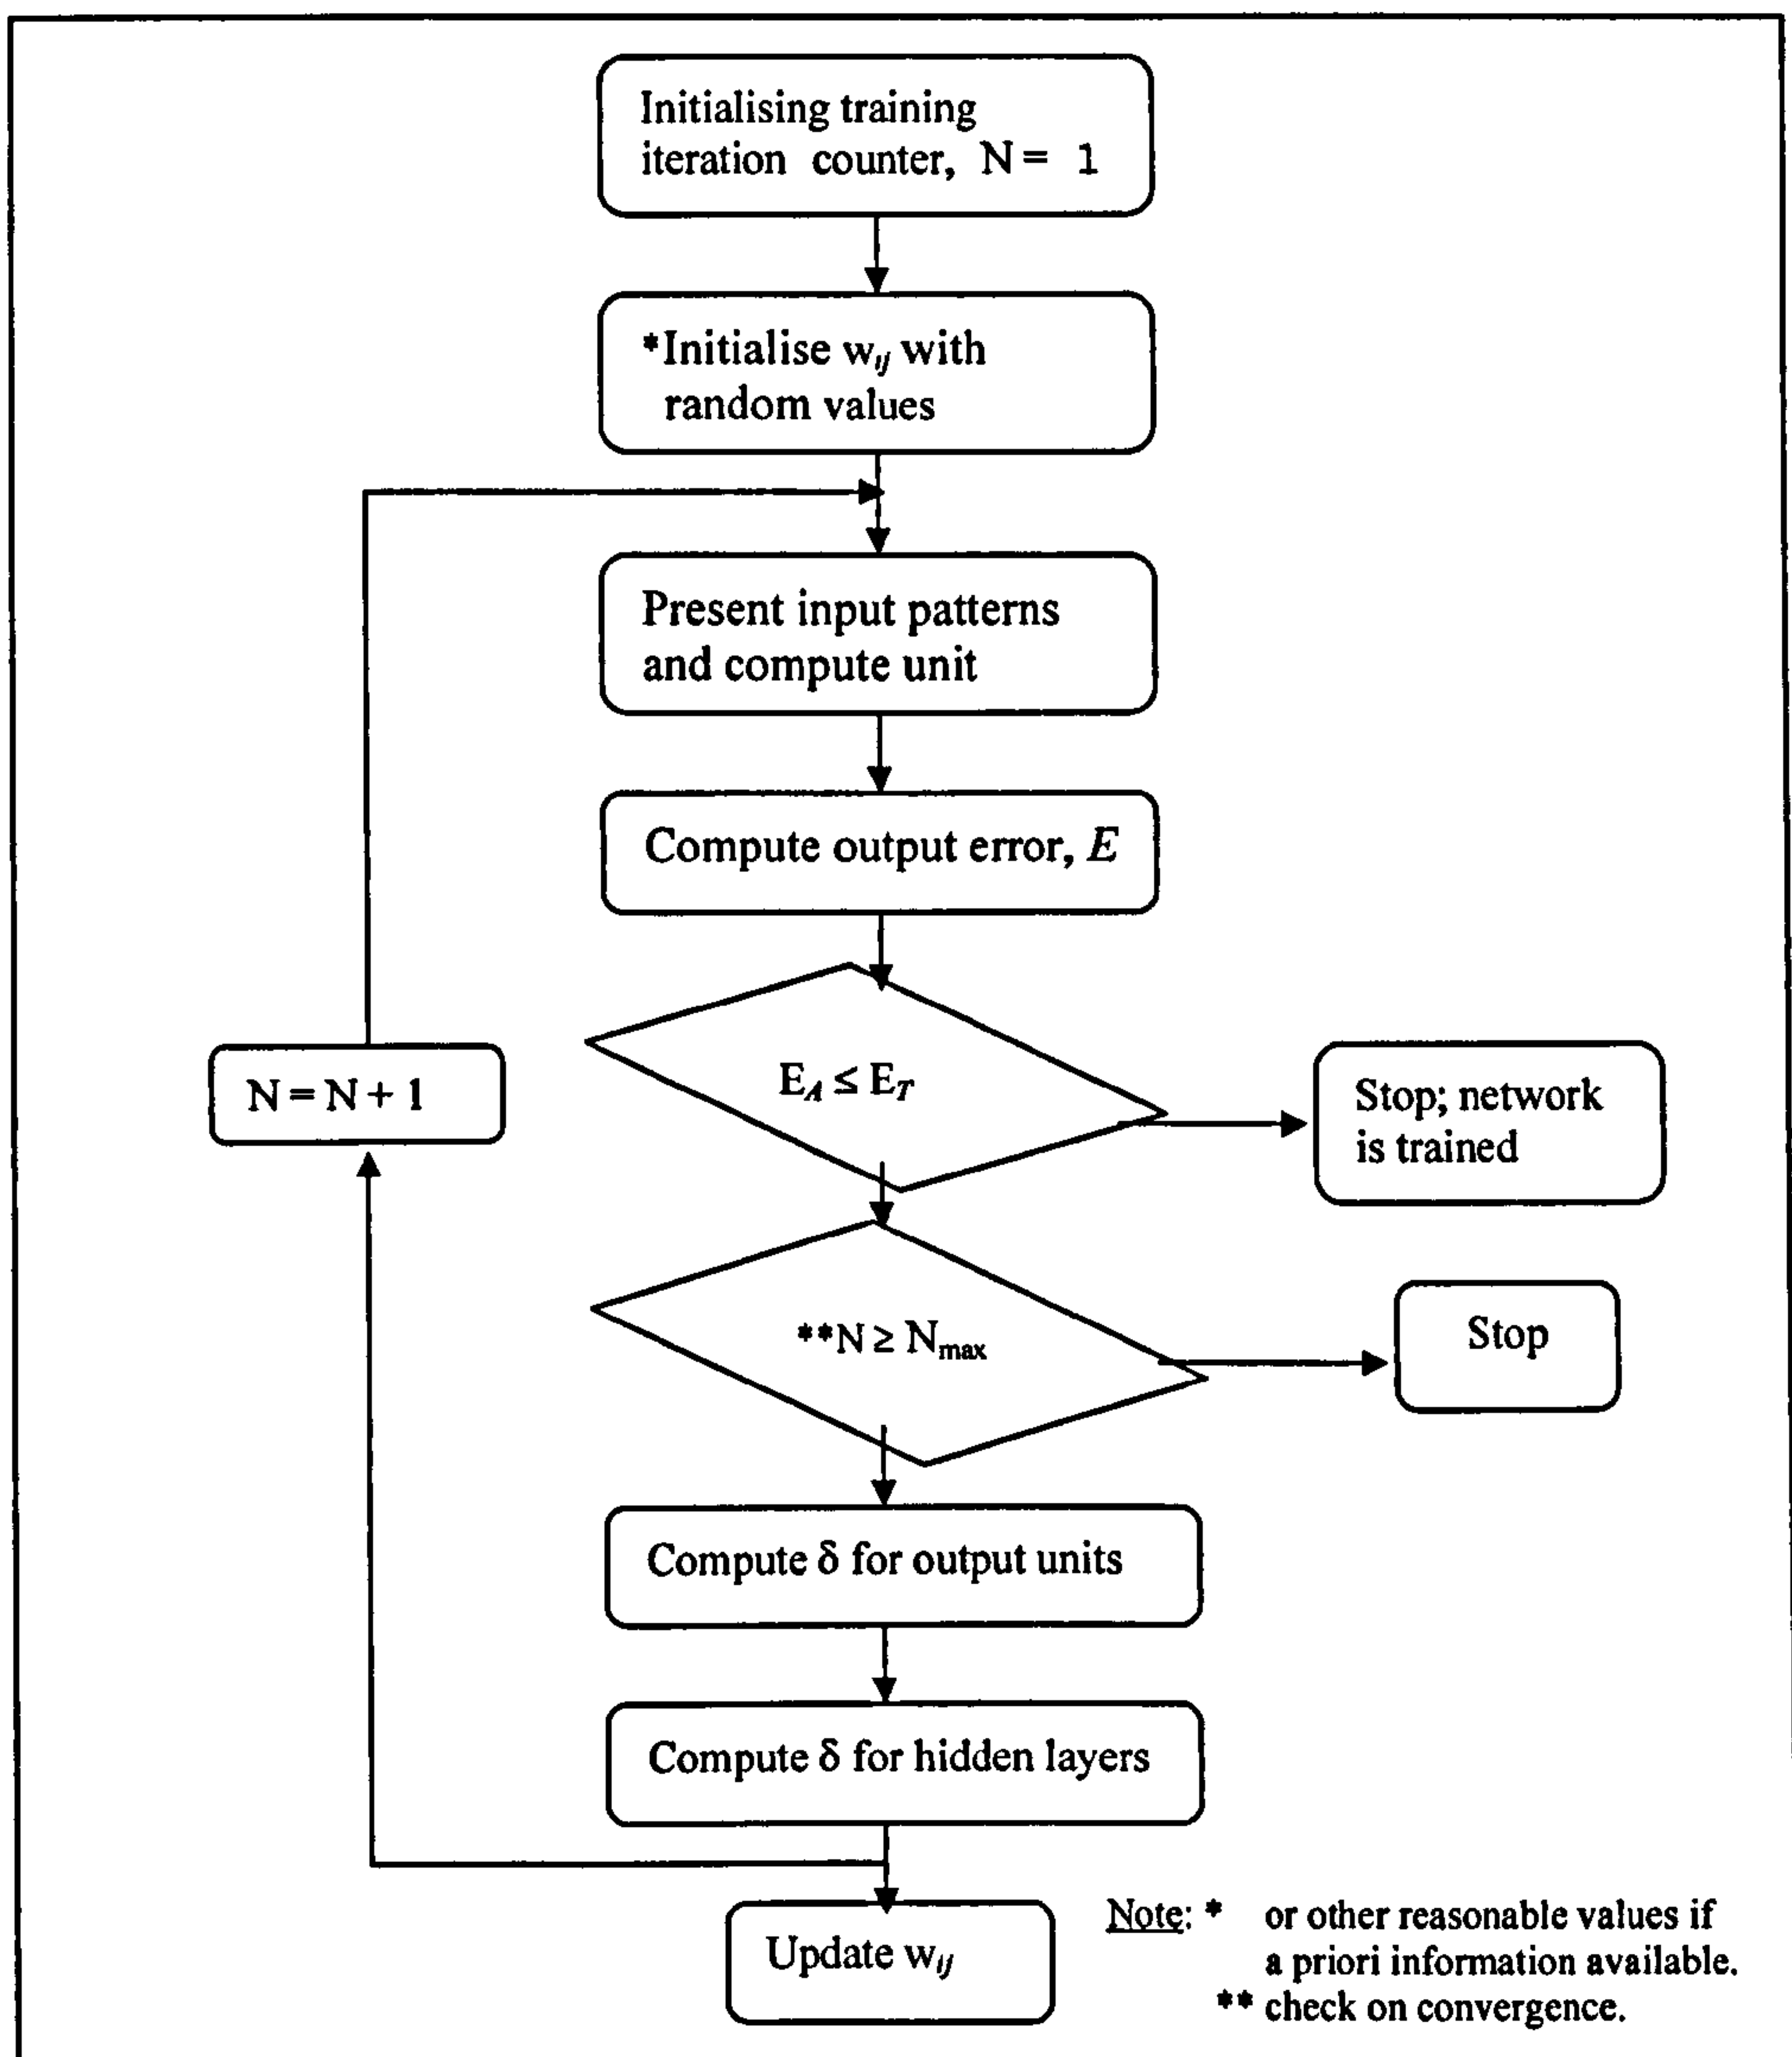 Initialising training
iteration counter, N = 1
*Initialise wij with
random values
Present input patterns
and compute unit
Compute output error, E
EA ≤ ET
Stop; network
is trained
N = N + 1
**N ≥ Nmax
Stop
Compute δ for output units
Compute δ for hidden layers
Update wij
Note: * or other reasonable values if
a priori information available.
** check on convergence.